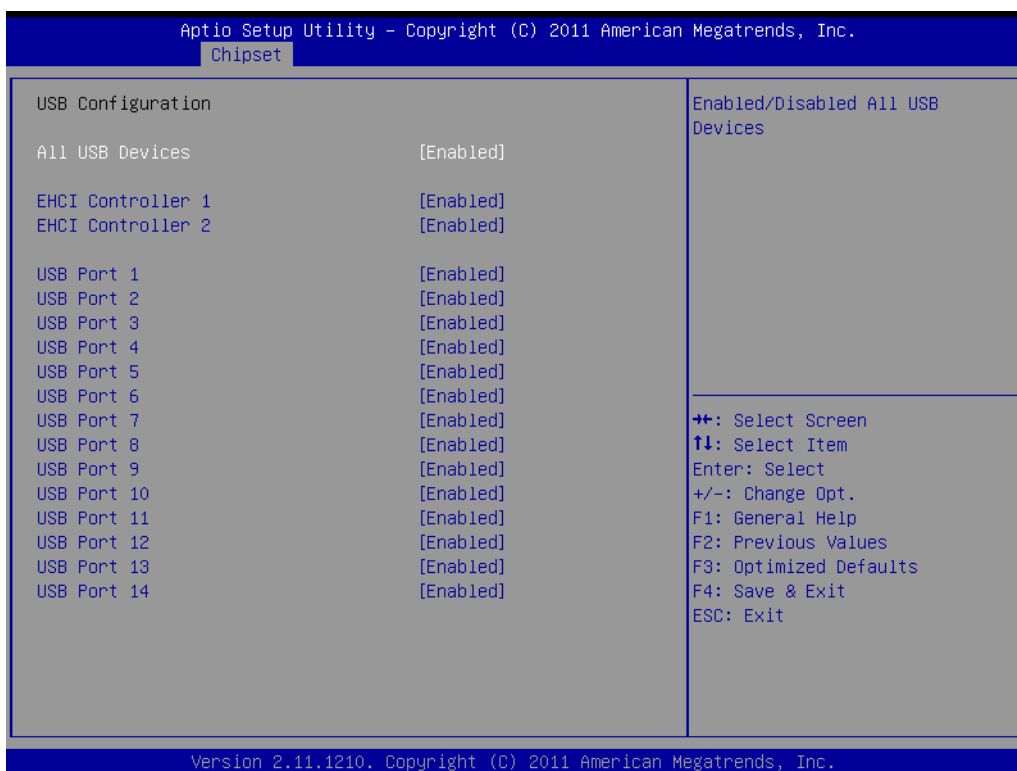 Aptio Setup Utility – Copyright (C) 2011 American Megatrends, Inc.
Chipset
USB Configuration
All USB Devices [Enabled]
EHCI Controller 1 [Enabled]
EHCI Controller 2 [Enabled]
USB Port 1 [Enabled]
USB Port 2 [Enabled]
USB Port 3 [Enabled]
USB Port 4 [Enabled]
USB Port 5 [Enabled]
USB Port 6 [Enabled]
USB Port 7 [Enabled]
USB Port 8 [Enabled]
USB Port 9 [Enabled]
USB Port 10 [Enabled]
USB Port 11 [Enabled]
USB Port 12 [Enabled]
USB Port 13 [Enabled]
USB Port 14 [Enabled]
Enabled/Disabled All USB
Devices
→←: Select Screen
↑↓: Select Item
Enter: Select
+/-: Change Opt.
F1: General Help
F2: Previous Values
F3: Optimized Defaults
F4: Save & Exit
ESC: Exit
Version 2.11.1210. Copyright (C) 2011 American Megatrends, Inc.